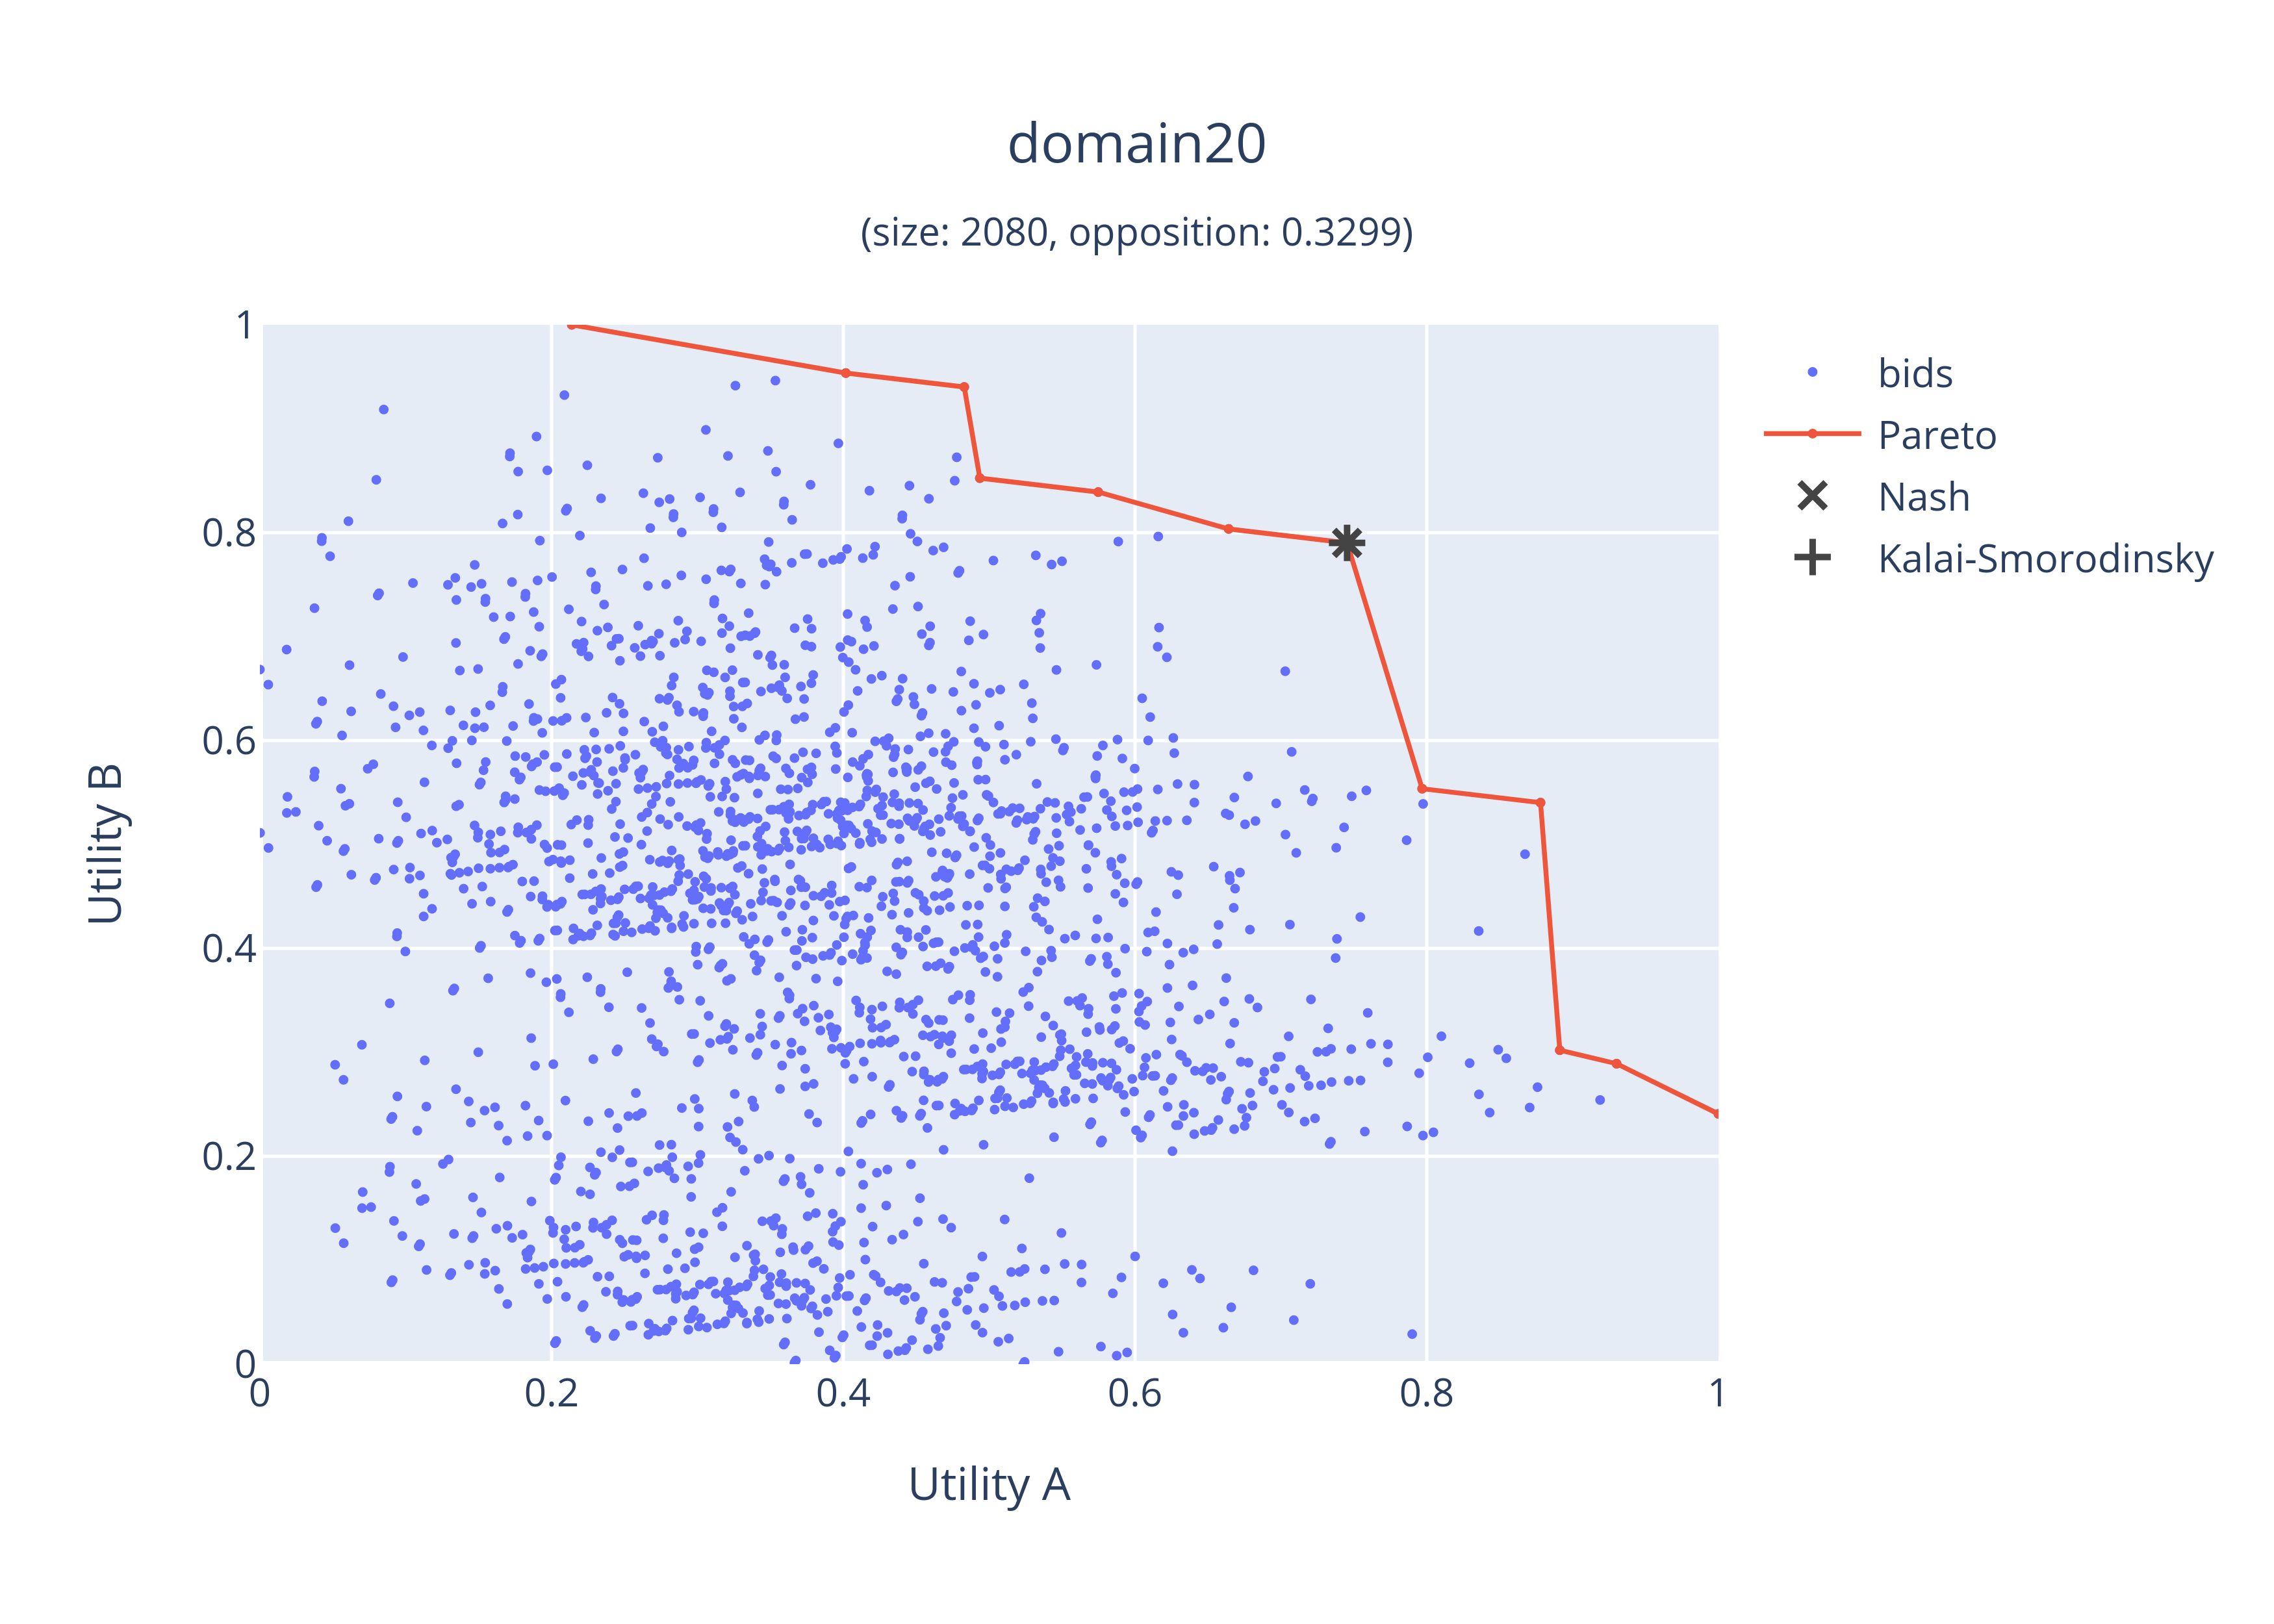 domain20
(size: 2080, opposition: 0.3299)
1
0.8
0.6
0.4
0.2
0
0
0.2
0.4
0.6
0.8
1
Utility B
Utility A
bids
Pareto
Nash
Kalai-Smorodinsky